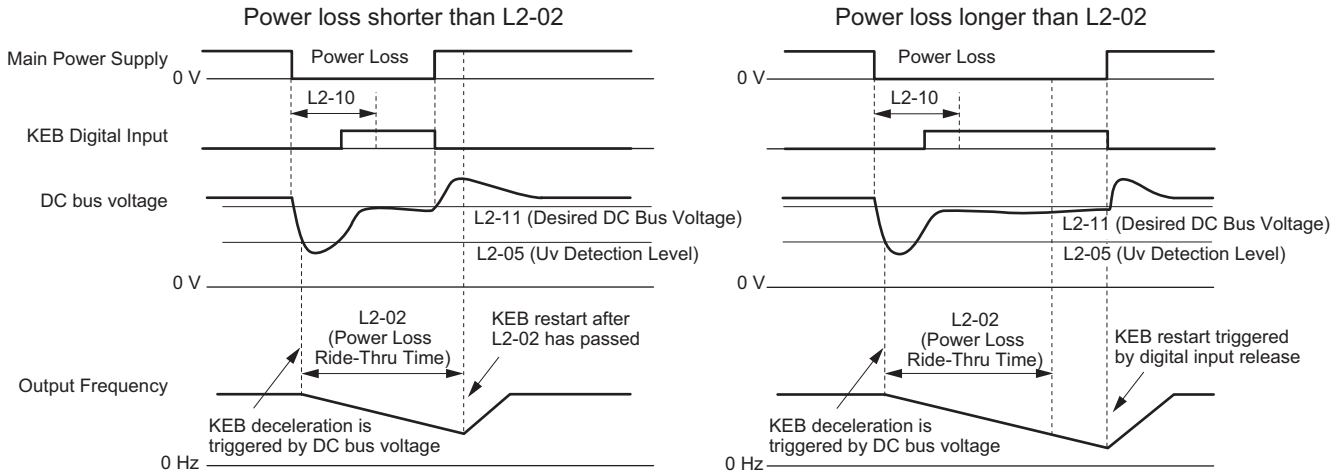 Power loss shorter than L2-02
Main Power Supply
0 V
Power Loss
L2-10
KEB Digital Input
DC bus voltage
L2-11 (Desired DC Bus Voltage)
L2-05 (Uv Detection Level)
0 V
L2-02
(Power Loss
Ride-Thru Time)
KEB restart after
L2-02 has passed
Output Frequency
KEB deceleration is
triggered by DC bus voltage
0 Hz
Power loss longer than L2-02
Power Loss
0 V
L2-10
L2-11 (Desired DC Bus Voltage)
L2-05 (Uv Detection Level)
0 V
L2-02
(Power Loss
Ride-Thru Time)
KEB restart triggered
by digital input release
KEB deceleration is
triggered by DC bus voltage
0 Hz